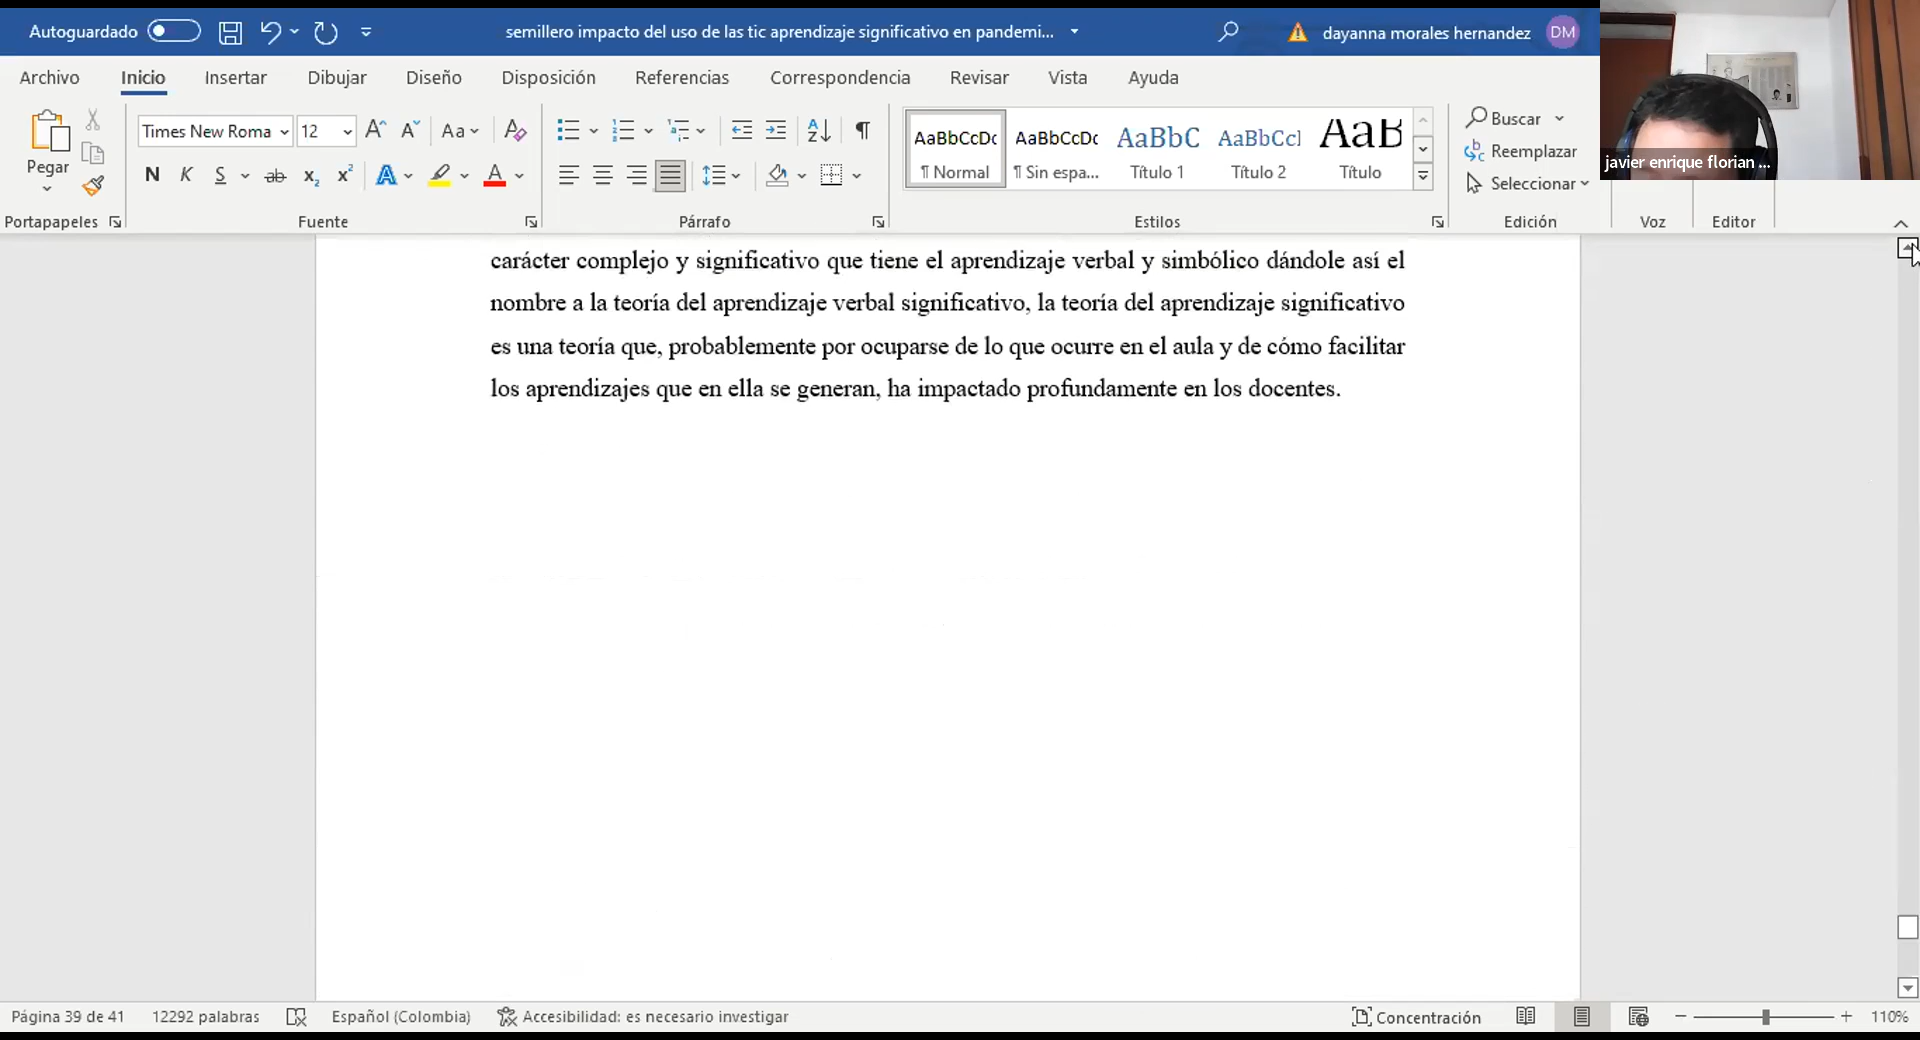 Autoguardado
semillero impacto del uso de las tic aprendizaje significativo en pandemi...
dayanna morales hernandez DM
Archivo Inicio Insertar Dibujar Diseño Disposición Referencias Correspondencia Revisar Vista Ayuda
Times New Roma 12 Aa
Pegar
N K S ab x₂ x² A A
AaBbCcDc AaBbCcDc AaBbC AaBbCcI AaB
¶ Normal ¶ Sin espa... Título 1 Título 2 Título
Buscar
Reemplazar
Seleccionar
javier enrique florian ...
Portapapeles Fuente Párrafo Estilos Edición Voz Editor
carácter complejo y significativo que tiene el aprendizaje verbal y simbólico dándole así el
nombre a la teoría del aprendizaje verbal significativo, la teoría del aprendizaje significativo
es una teoría que, probablemente por ocuparse de lo que ocurre en el aula y de cómo facilitar
los aprendizajes que en ella se generan, ha impactado profundamente en los docentes.
Página 39 de 41 12292 palabras Español (Colombia) Accesibilidad: es necesario investigar Concentración 110%